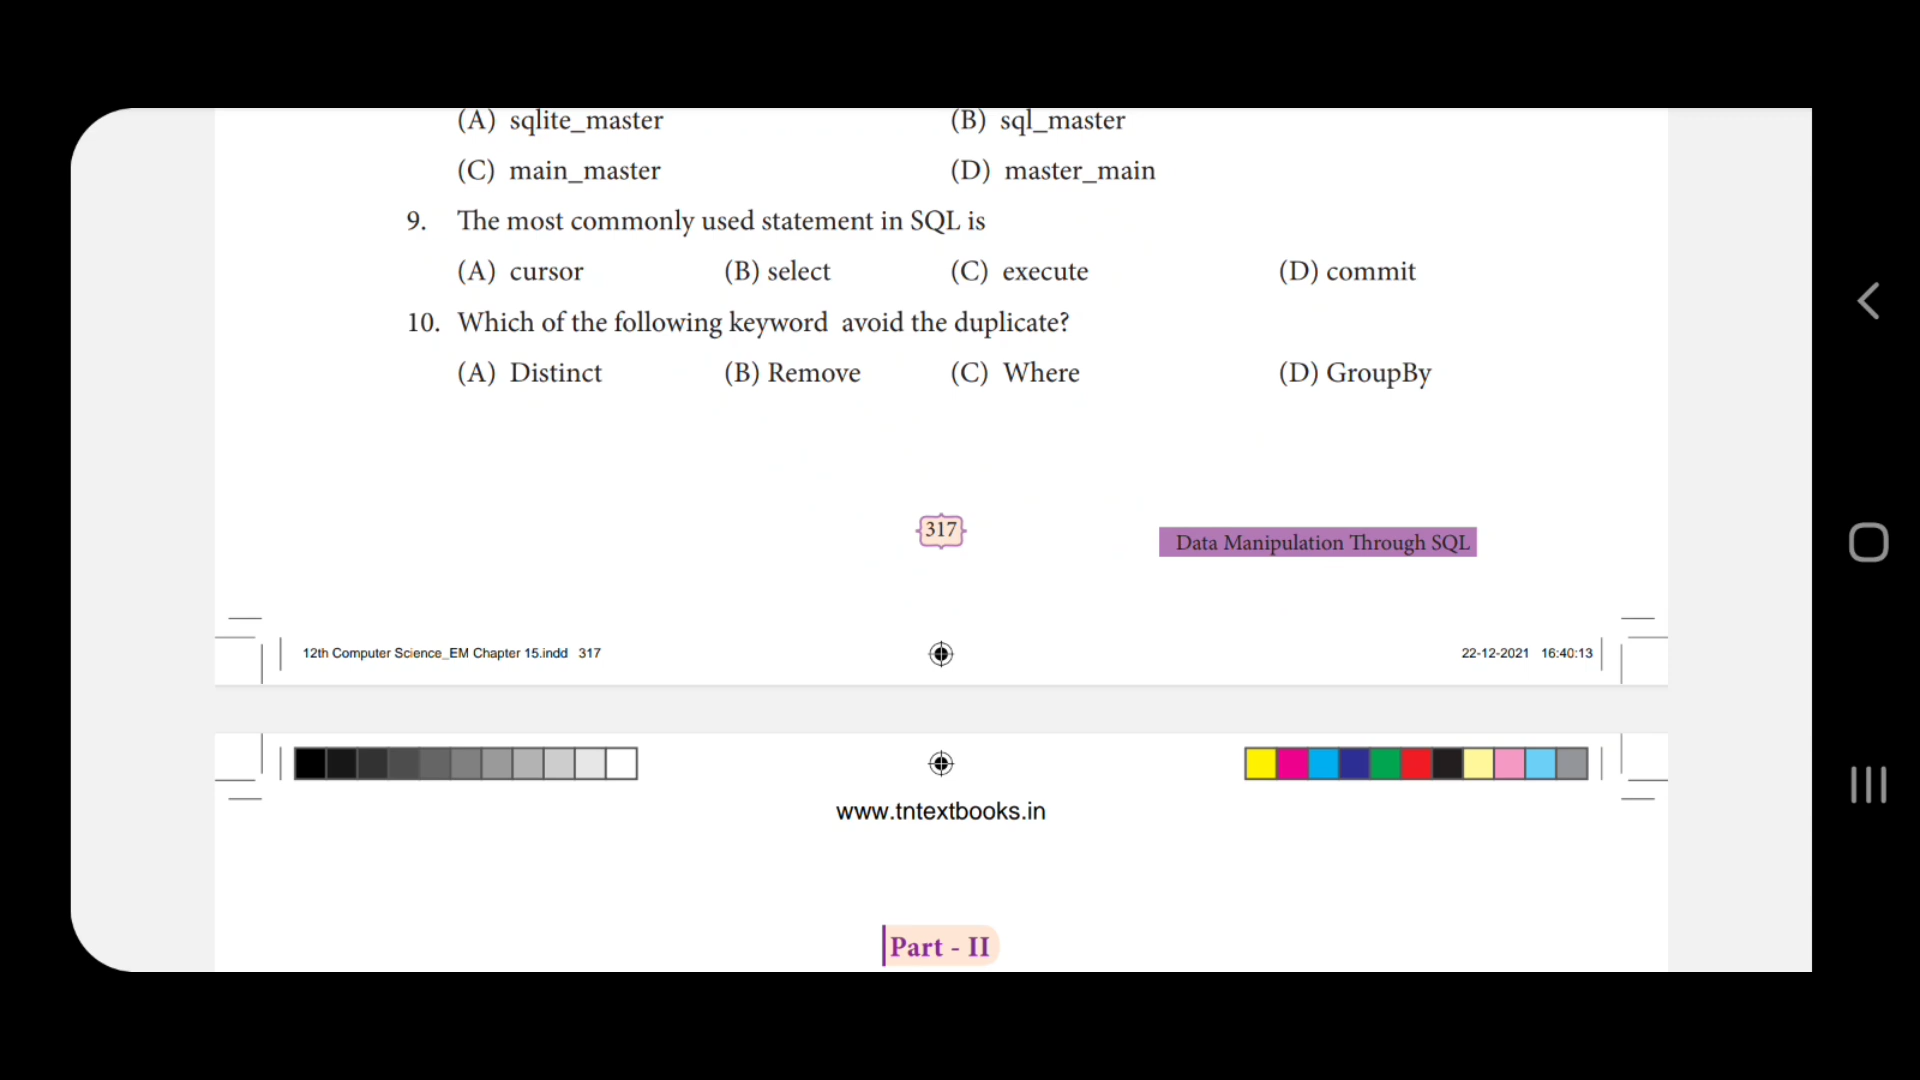 (A) sqlite_master (B) sql_master
(C) main_master (D) master_main
9. The most commonly used statement in SQL is
(A) cursor (B) select (C) execute (D) commit
10. Which of the following keyword avoid the duplicate?
(A) Distinct (B) Remove (C) Where (D) GroupBy
317
Data Manipulation Through SQL
12th Computer Science_EM Chapter 15.indd 317 22-12-2021 16:40:13
www.tntextbooks.in
Part - II